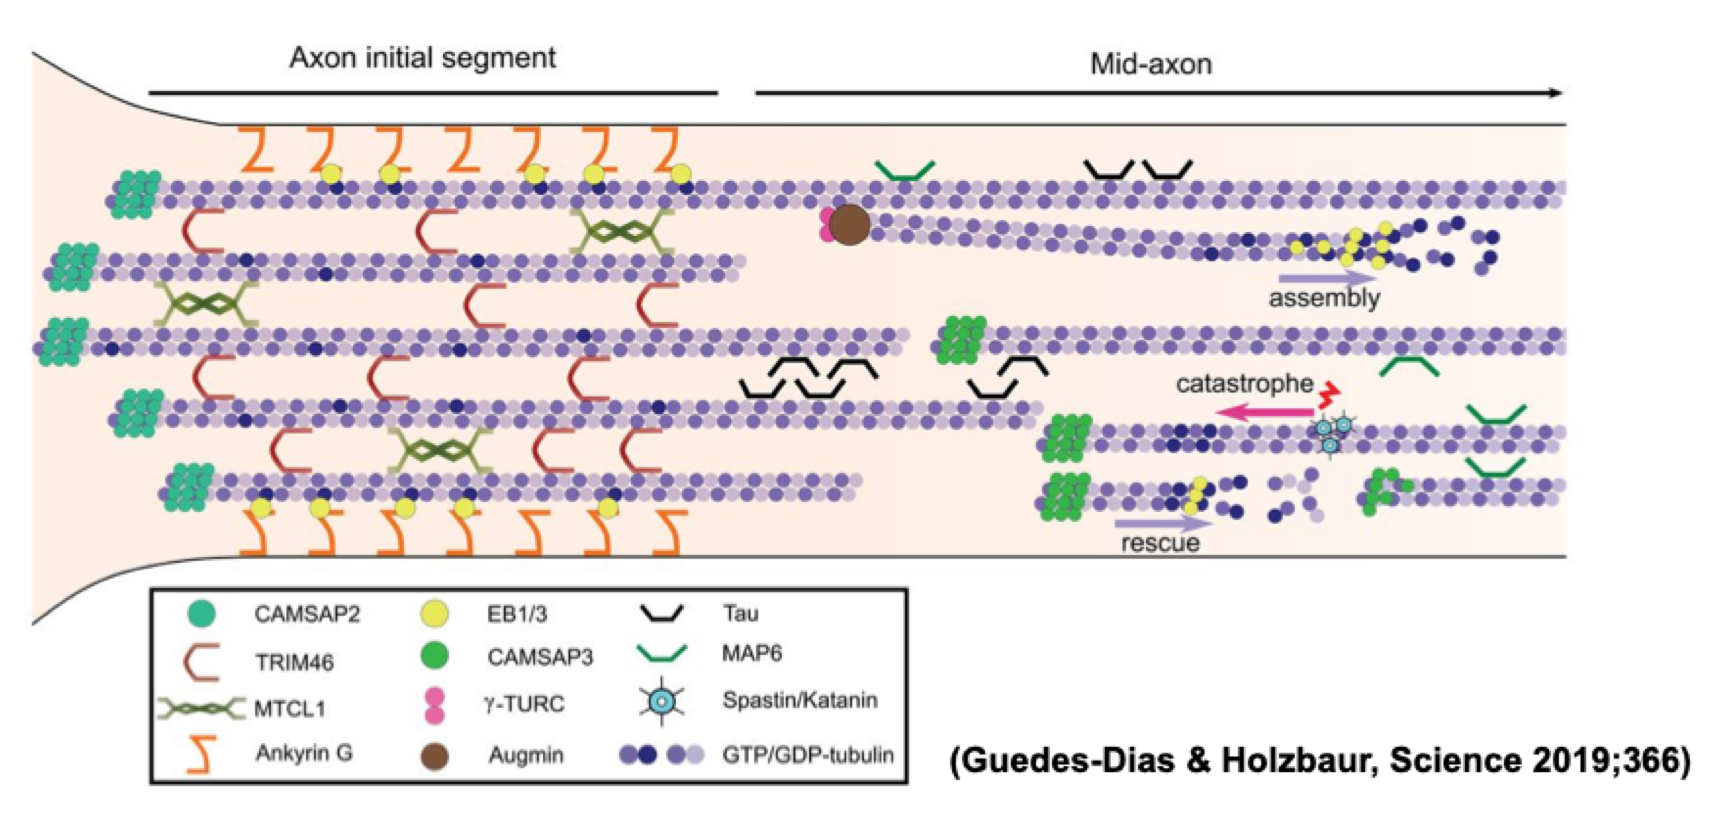 Axon initial segment
Mid-axon
assembly
catastrophe
rescue
CAMSAP2
EB1/3
Tau
TRIM46
CAMSAP3
MAP6
MTCL1
γ-TURC
Spastin/Katanin
Ankyrin G
Augmin
GTP/GDP-tubulin
(Guedes-Dias & Holzbaur, Science 2019;366)